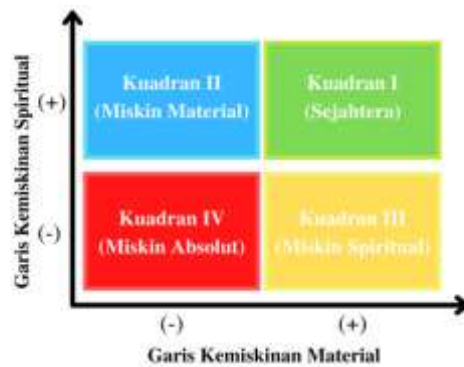 Garis Kemiskinan Spiritual
(+)
(-)
Kuadran II
(Miskin Material)
Kuadran I
(Sejahtera)
Kuadran IV
(Miskin Absolut)
Kuadran III
(Miskin Spiritual)
(-)
(+)
Garis Kemiskinan Material